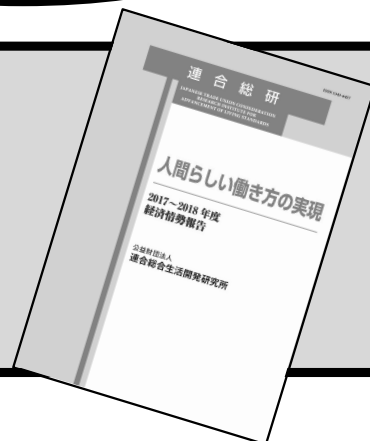 連合総研
JAPANESE TRADE UNION CONFEDERATION
RESEARCH INSTITUTE FOR
ADVANCEMENT OF LIVING STANDARDS
人間らしい働き方の実現
2017～2018年度
経済情勢報告
公益財団法人
連合総合生活開発研究所